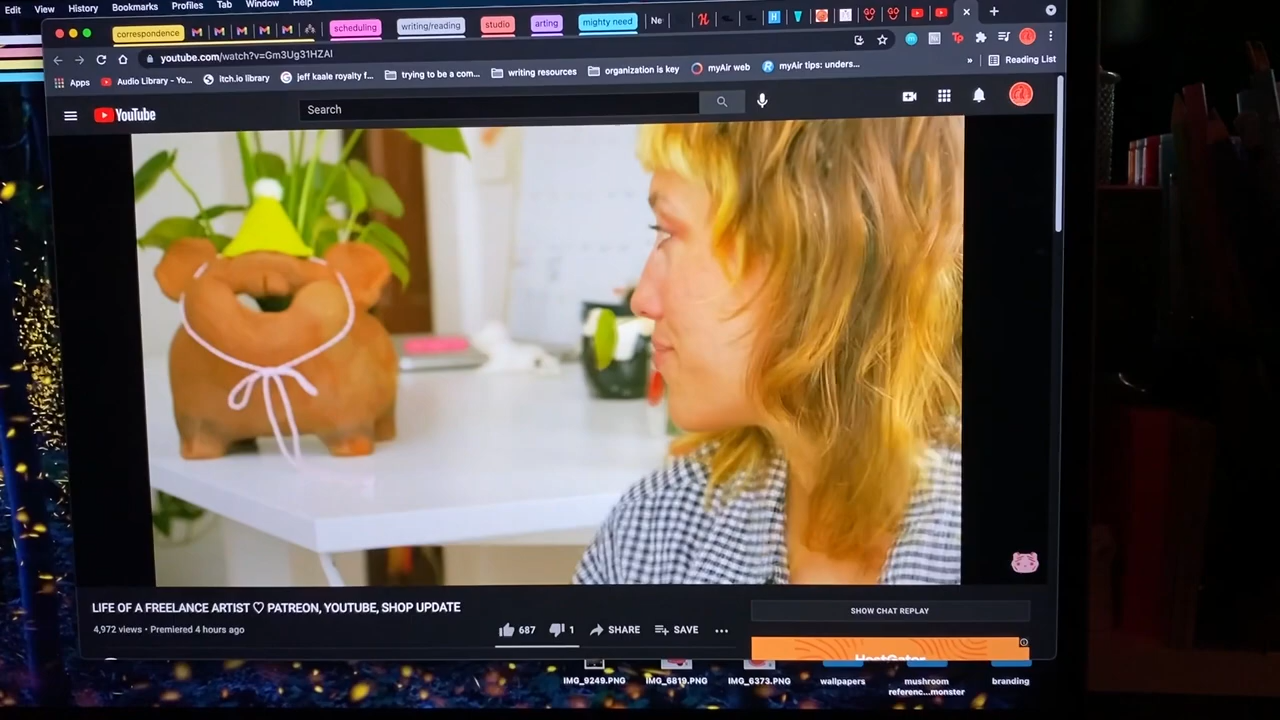 Edit View History Bookmarks Profiles Tab Window Help
correspondence scheduling writing/reading studio arting mighty need Ne
youtube.com/watch?v=Gm3Ug31HZAI
Apps Audio Library - Yo... itch.io library jeff kaale royalty f... trying to be a com... writing resources organization is key myAir web myAir tips: unders... » Reading List
YouTube Search
LIFE OF A FREELANCE ARTIST ♡ PATREON, YOUTUBE, SHOP UPDATE
4,972 views • Premiered 4 hours ago 687 1 SHARE SAVE
SHOW CHAT REPLAY
HostGator
IMG_9249.PNG IMG_6819.PNG IMG_6373.PNG wallpapers mushroom branding
referenc...monster